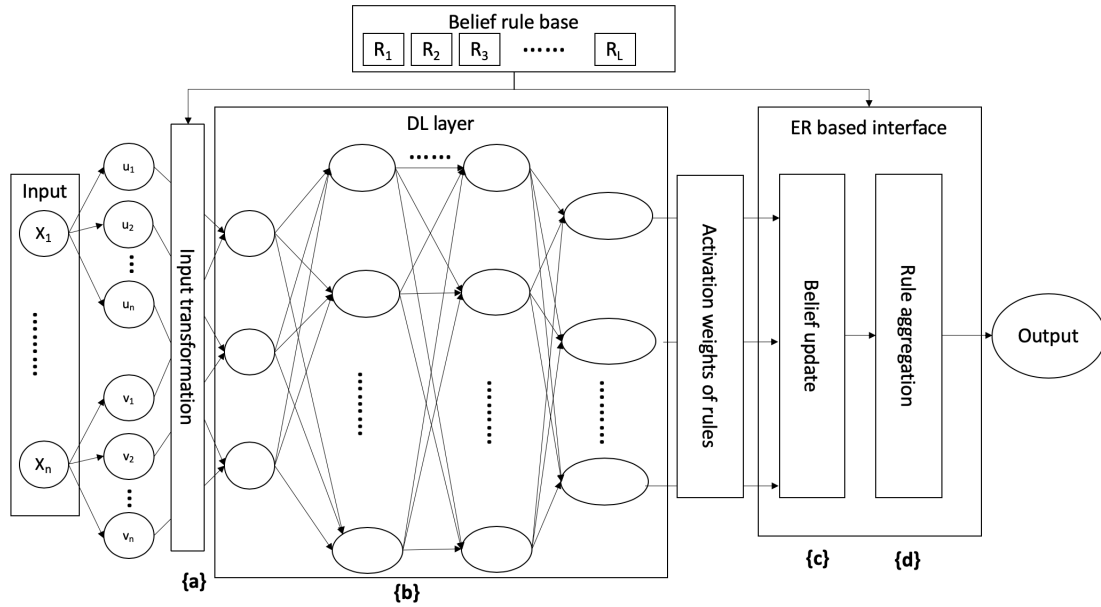 Belief rule base
R1 R2 R3 ······ RL
DL layer
ER based interface
Input
X1
Xn
u1
u2
un
v1
v2
vn
Input transformation
Activation weights of rules
Belief update
Rule aggregation
Output
{a}
{b}
{c}
{d}